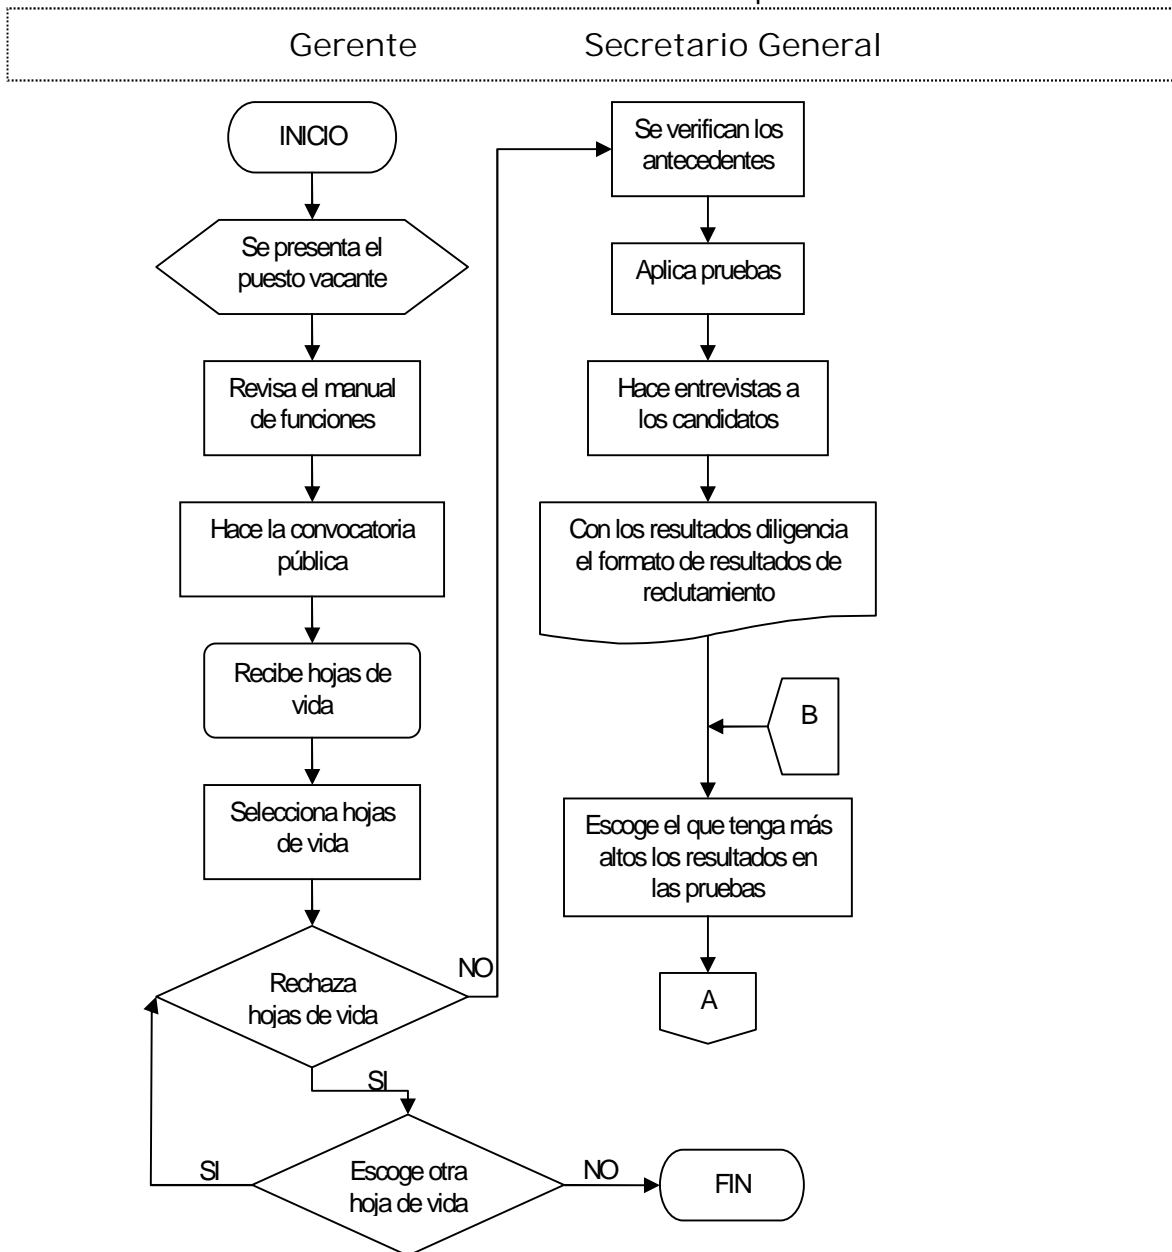 Gerente
Secretario General
INICIO
Se presenta el
puesto vacante
Revisa el manual
de funciones
Hace la convocatoria
pública
Recibe hojas de
vida
Selecciona hojas
de vida
Rechaza
hojas de vida
NO
SI
Escoge otra
hoja de vida
SI
NO
FIN
Se verifican los
antecedentes
Aplica pruebas
Hace entrevistas a
los candidatos
Con los resultados diligencia
el formato de resultados de
reclutamiento
B
Escoge el que tenga más
altos los resultados en
las pruebas
A